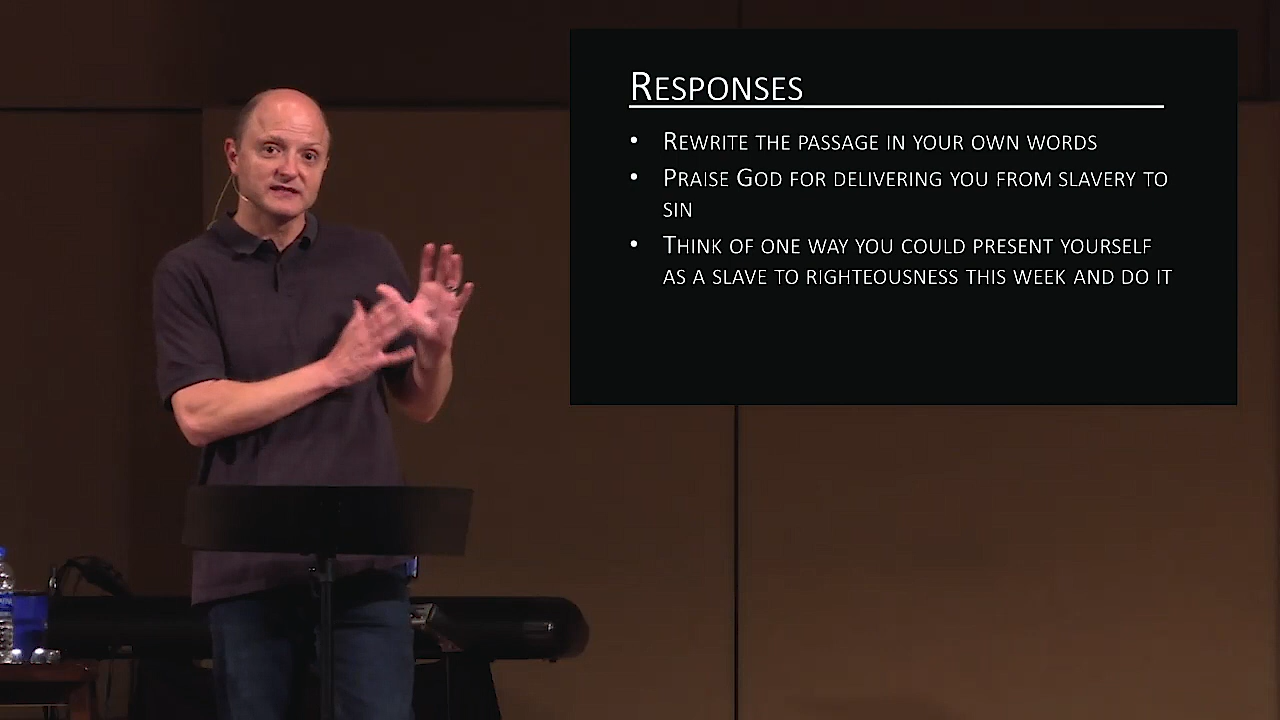 RESPONSES
• REWRITE THE PASSAGE IN YOUR OWN WORDS
• PRAISE GOD FOR DELIVERING YOU FROM SLAVERY TO
SIN
• THINK OF ONE WAY YOU COULD PRESENT YOURSELF
AS A SLAVE TO RIGHTEOUSNESS THIS WEEK AND DO IT